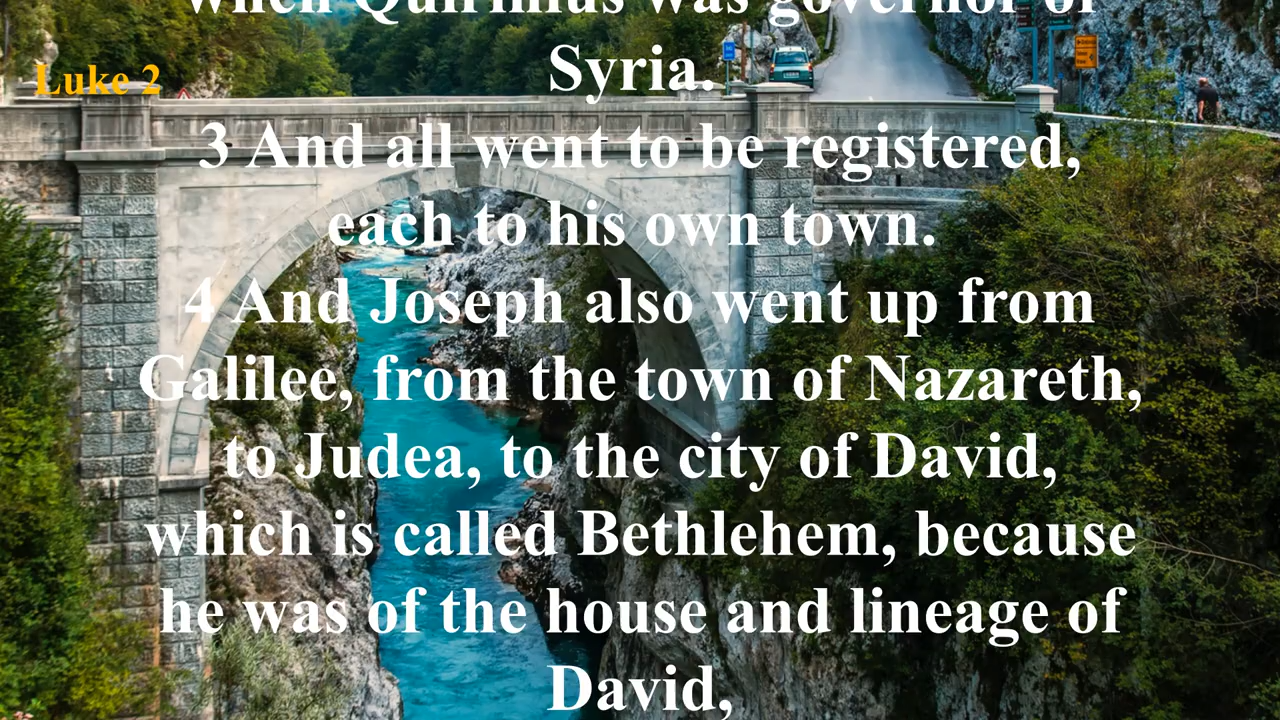 when Quirinius was governor of
Syria.
Luke 2
3 And all went to be registered,
each to his own town.
4 And Joseph also went up from
Galilee, from the town of Nazareth,
to Judea, to the city of David,
which is called Bethlehem, because
he was of the house and lineage of
David,